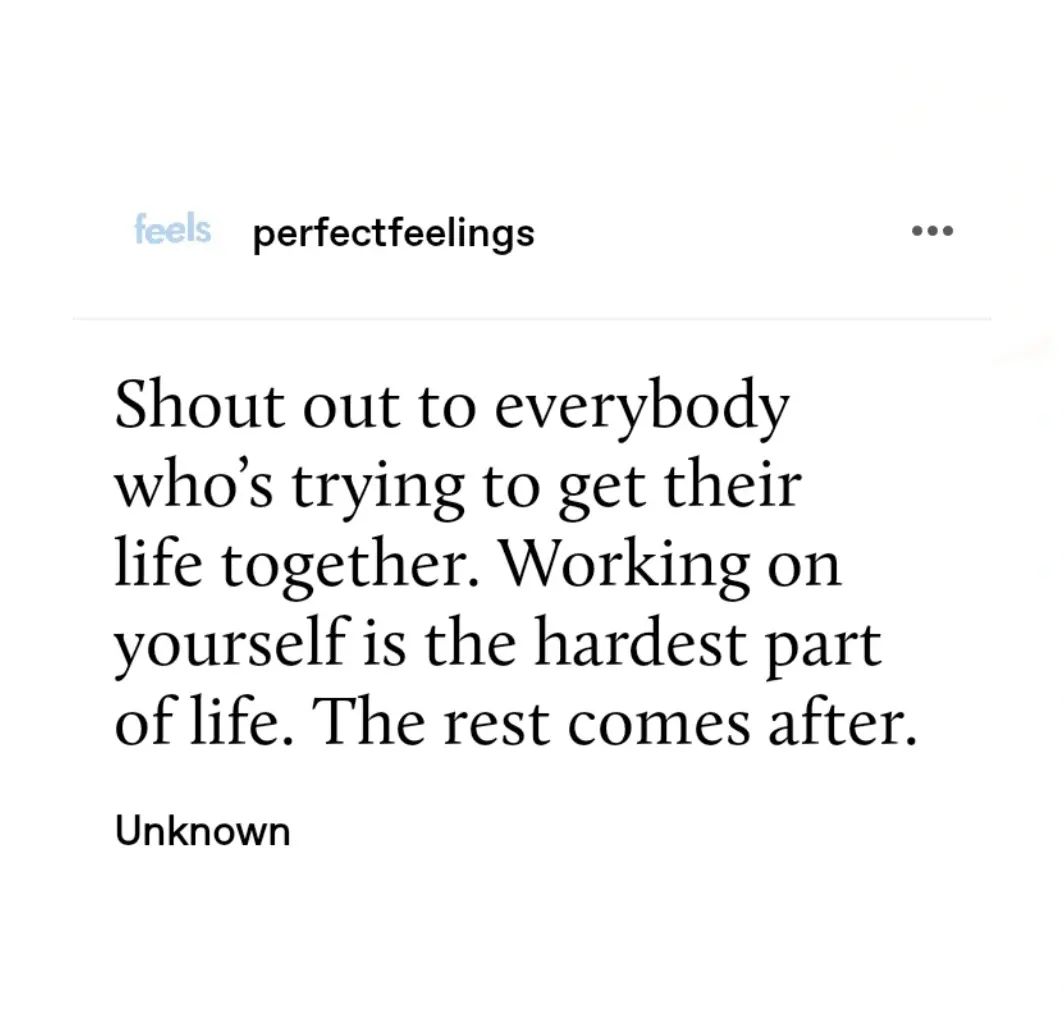 feels perfectfeelings •••
Shout out to everybody
who’s trying to get their
life together. Working on
yourself is the hardest part
of life. The rest comes after.
Unknown